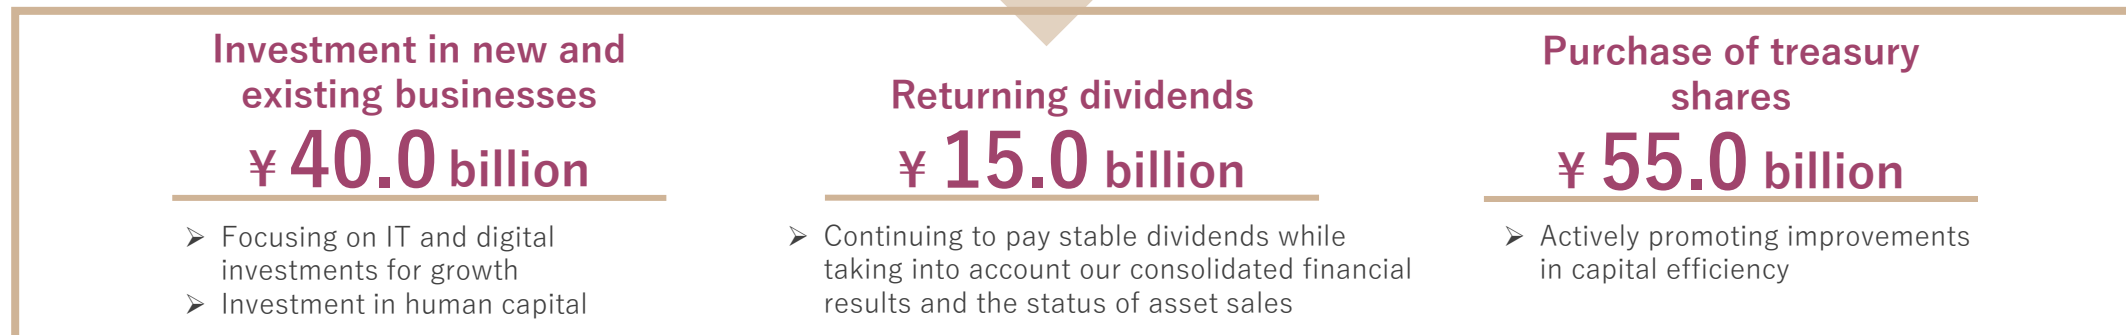 Investment in new and
existing businesses
¥ 40.0 billion
➢ Focusing on IT and digital
investments for growth
➢ Investment in human capital
Returning dividends
¥ 15.0 billion
➢ Continuing to pay stable dividends while
taking into account our consolidated financial
results and the status of asset sales
Purchase of treasury
shares
¥ 55.0 billion
➢ Actively promoting improvements
in capital efficiency